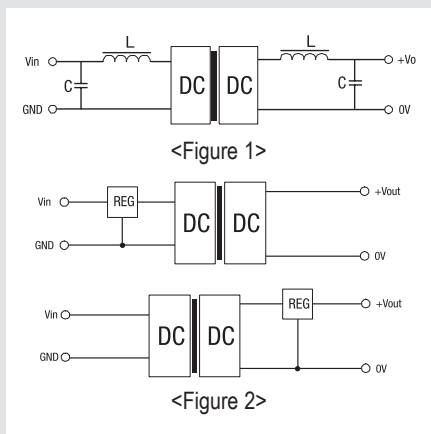 L L
Vin +Vo
C DC DC C
GND 0V
<Figure 1>
+Vout
Vin REG
DC DC
GND 0V
REG +Vout
Vin
DC DC
GND 0V
<Figure 2>